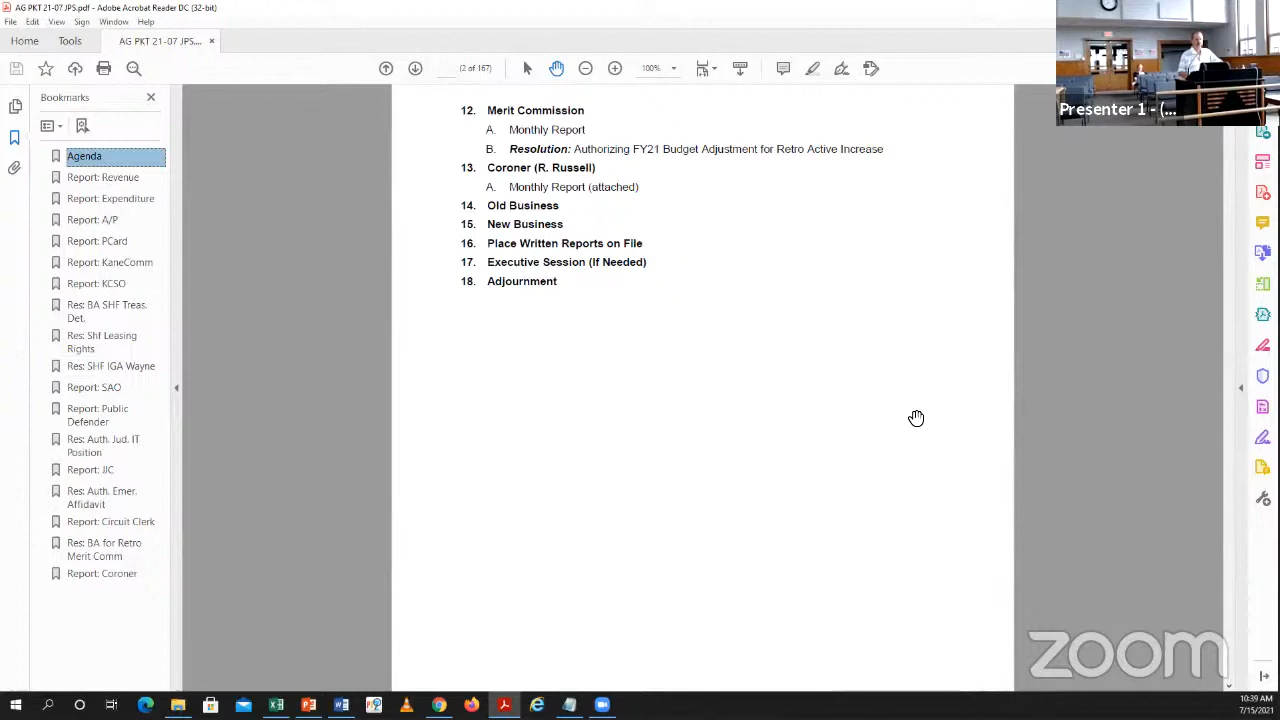 AG PKT 21-07 JPS.pdf - Adobe Acrobat Reader DC (32-bit)
File Edit View Sign Window Help
Home Tools AG PKT 21-07 JPS.... ×
(2 of 167) 100%
Presenter 1 - (...
Bookmarks
Agenda
Report: Revenue
Report: Expenditure
Report: A/P
Report: PCard
Report: KaneComm
Report: KCSO
Res: BA SHF Treas.
Det.
Res: Shf Leasing
Rights
Res: SHF IGA Wayne
Report: SAO
Report: Public
Defender
Res: Auth. Jud. IT
Position
Report: JJC
Res: Auth. Emer.
Affidavit
Report: Circuit Clerk
Res: BA for Retro
Merit Comm
Report: Coroner
12. Merit Commission
A. Monthly Report
B. Resolution: Authorizing FY21 Budget Adjustment for Retro Active Increase
13. Coroner (R. Russell)
A. Monthly Report (attached)
14. Old Business
15. New Business
16. Place Written Reports on File
17. Executive Session (If Needed)
18. Adjournment
zoom
10:39 AM
7/15/2021